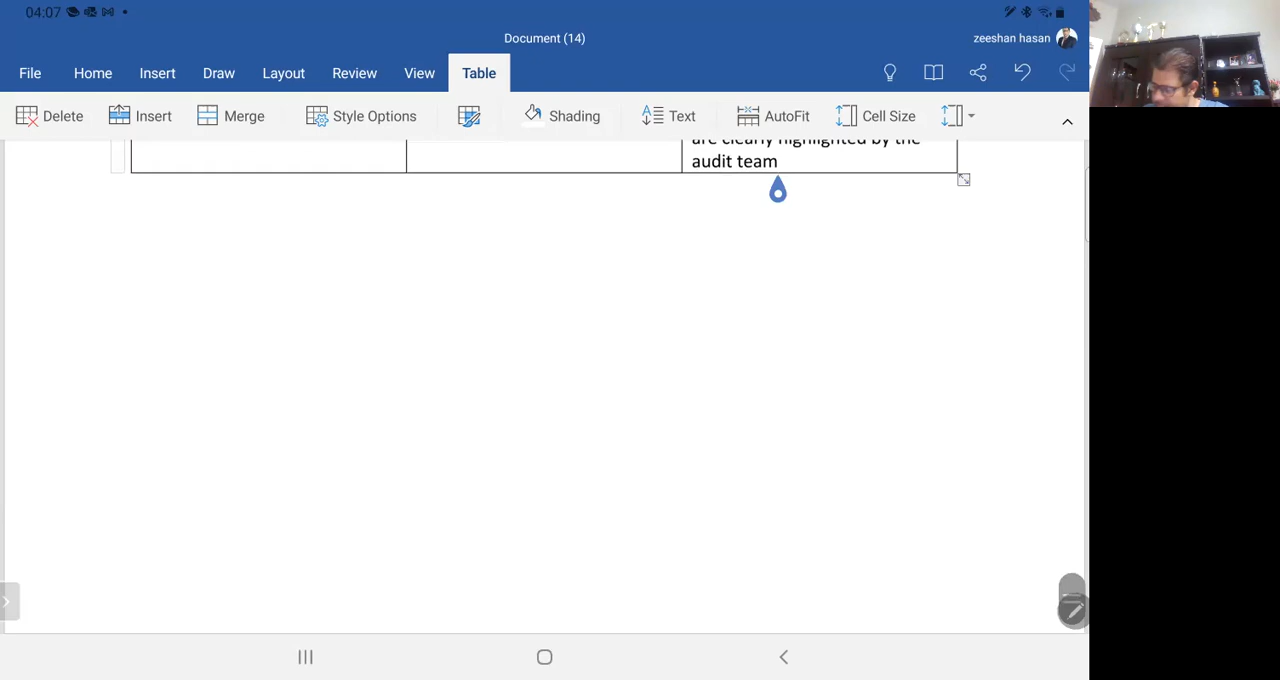 04:07
Document (14)
zeeshan hasan
File Home Insert Draw Layout Review View Table
Delete Insert Merge Style Options Shading Text AutoFit Cell Size
are clearly highlighted by the
audit team